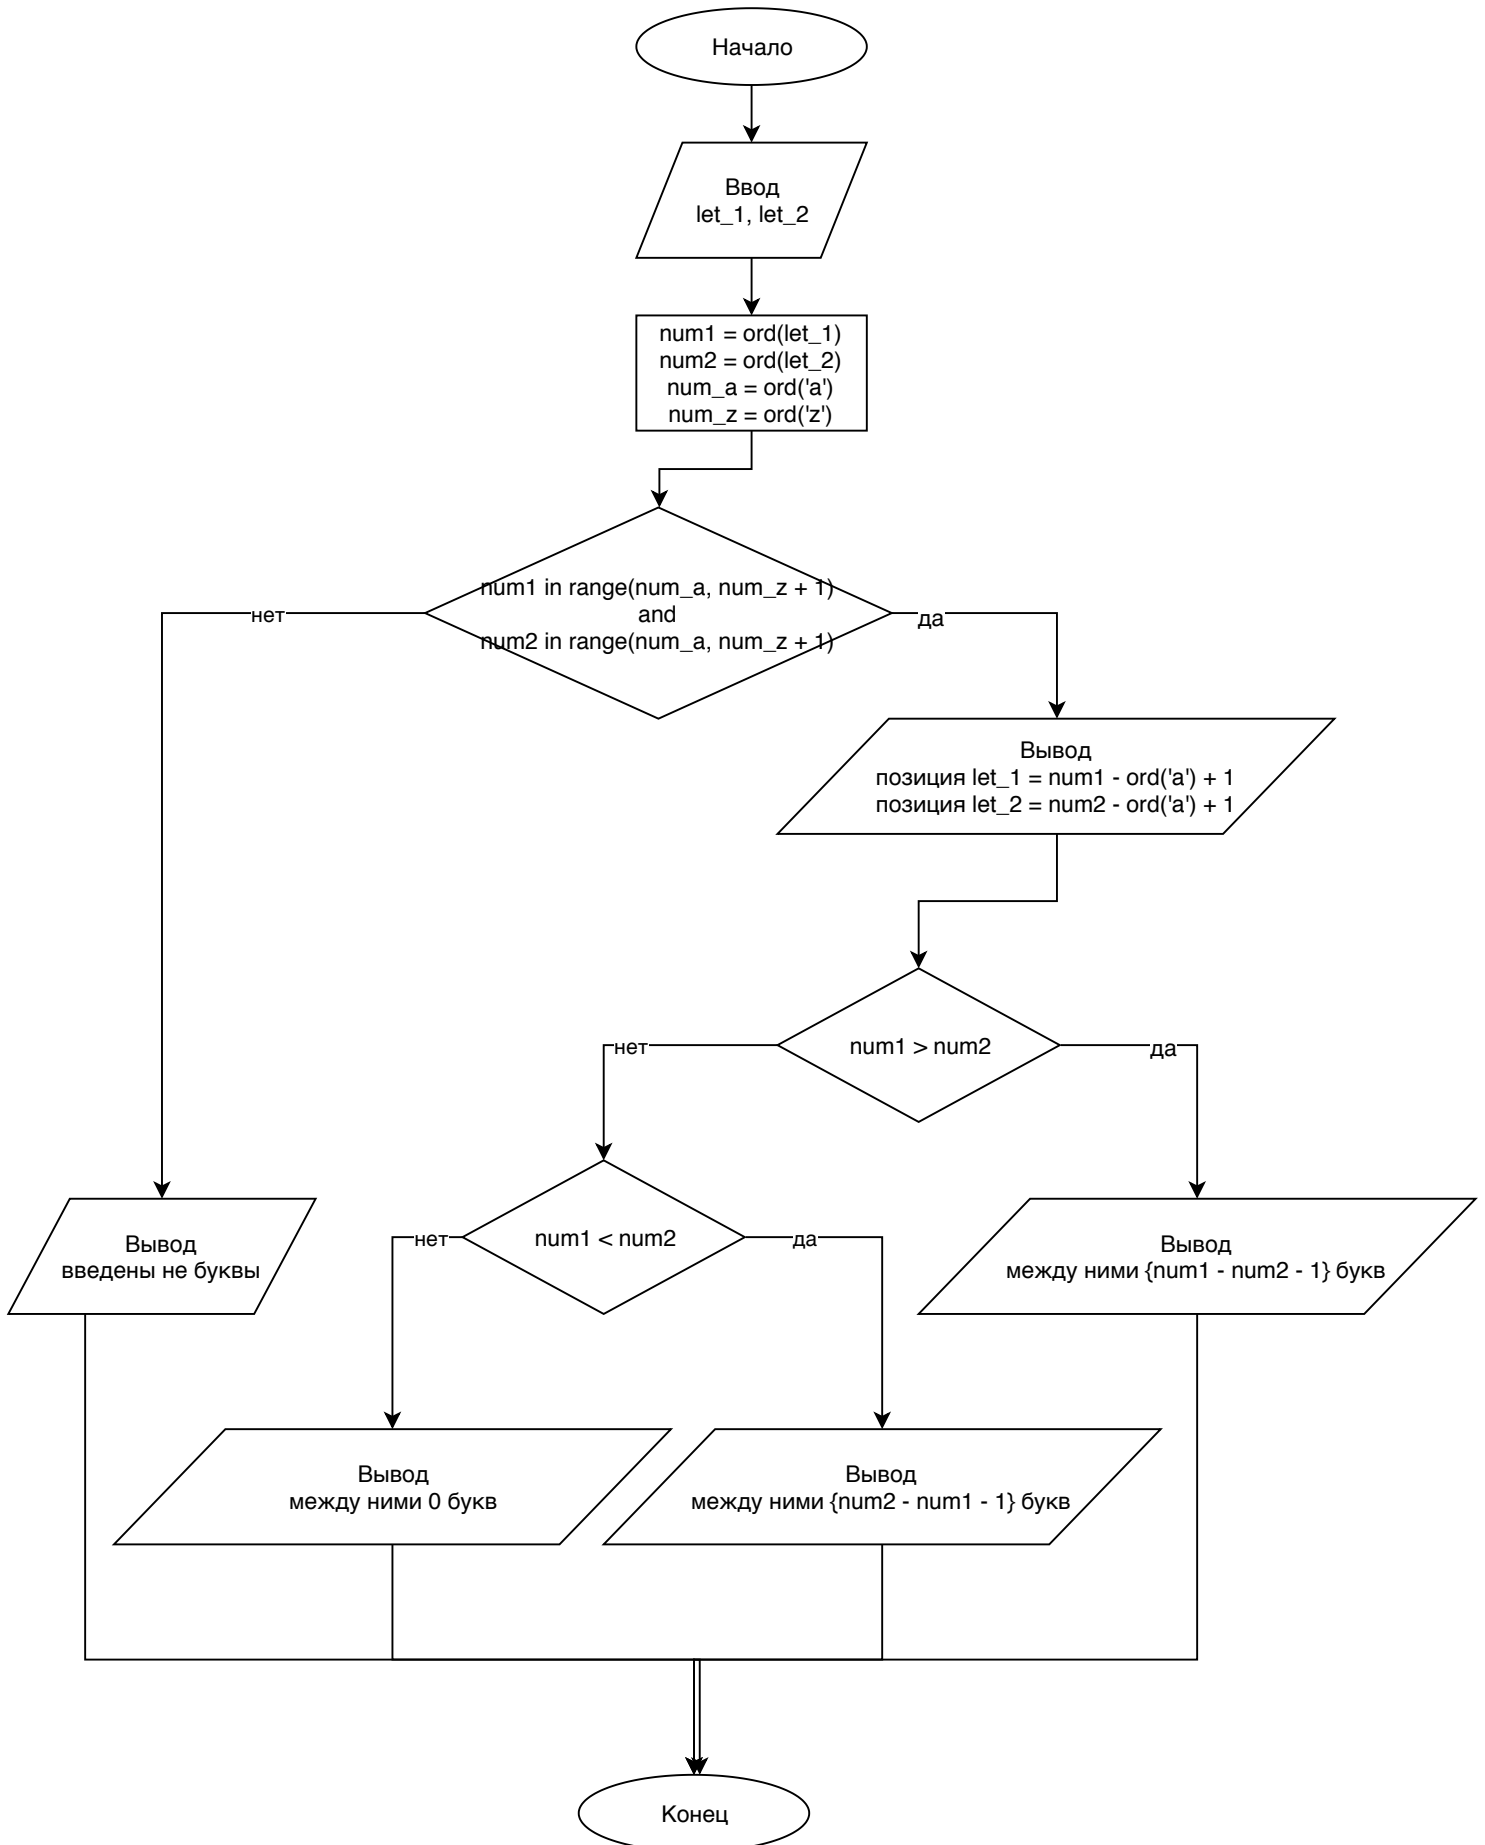 Начало
Ввод
let_1, let_2
num1 = ord(let_1)
num2 = ord(let_2)
num_a = ord('a')
num_z = ord('z')
num1 in range(num_a, num_z + 1)
and
num2 in range(num_a, num_z + 1)
нет
да
Вывод
позиция let_1 = num1 - ord('a') + 1
позиция let_2 = num2 - ord('a') + 1
num1 > num2
нет
да
Вывод
введены не буквы
num1 < num2
нет
да
Вывод
между ними {num1 - num2 - 1} букв
Вывод
между ними 0 букв
Вывод
между ними {num2 - num1 - 1} букв
Конец